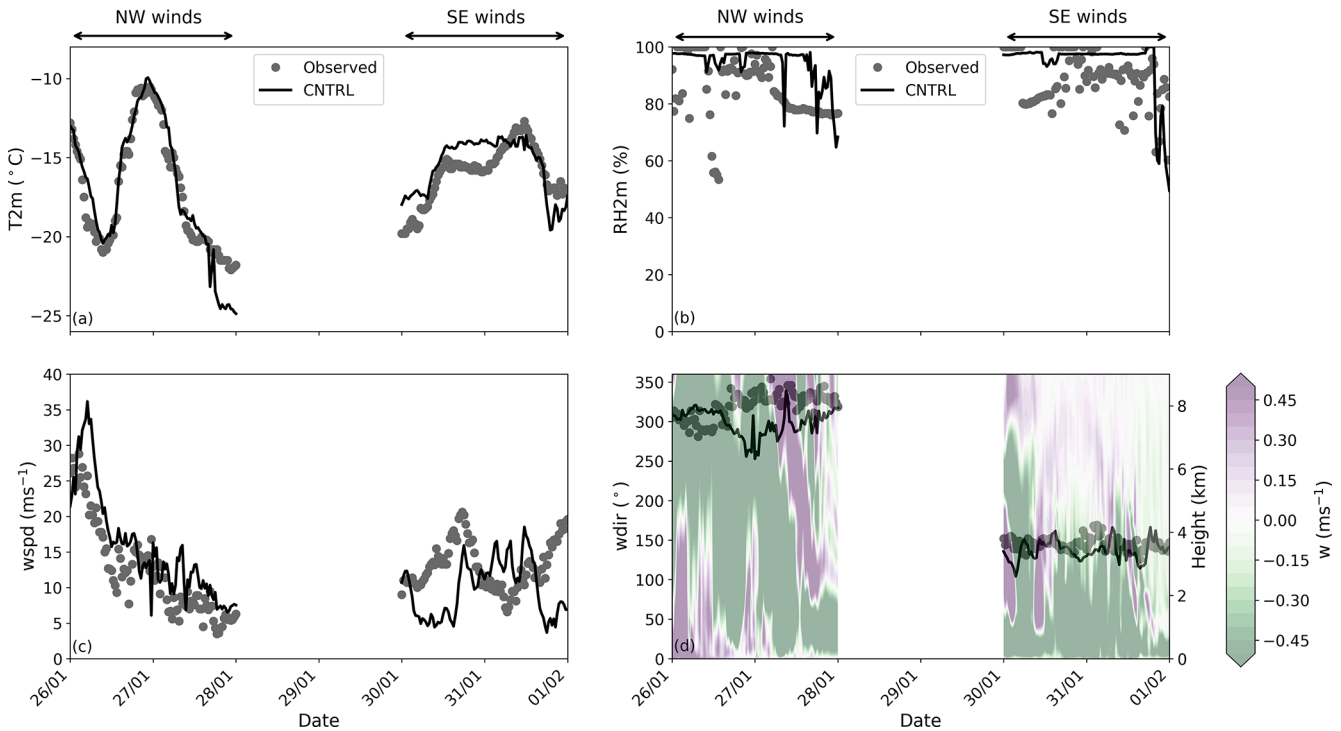 NW winds
SE winds
NW winds
SE winds
T2m (°C)
−10
−15
−20
−25
Observed
CNTRL
(a)
RH2m (%)
100
80
60
40
20
0
Observed
CNTRL
(b)
wspd (ms⁻¹)
40
35
30
25
20
15
10
5
0
(c)
26/01
27/01
28/01
29/01
30/01
31/01
01/02
Date
wdir (°)
350
300
250
200
150
100
50
0
(d)
8
6
4
2
0
Height (km)
26/01
27/01
28/01
29/01
30/01
31/01
01/02
Date
0.45
0.30
0.15
0.00
−0.15
−0.30
−0.45
w (ms⁻¹)